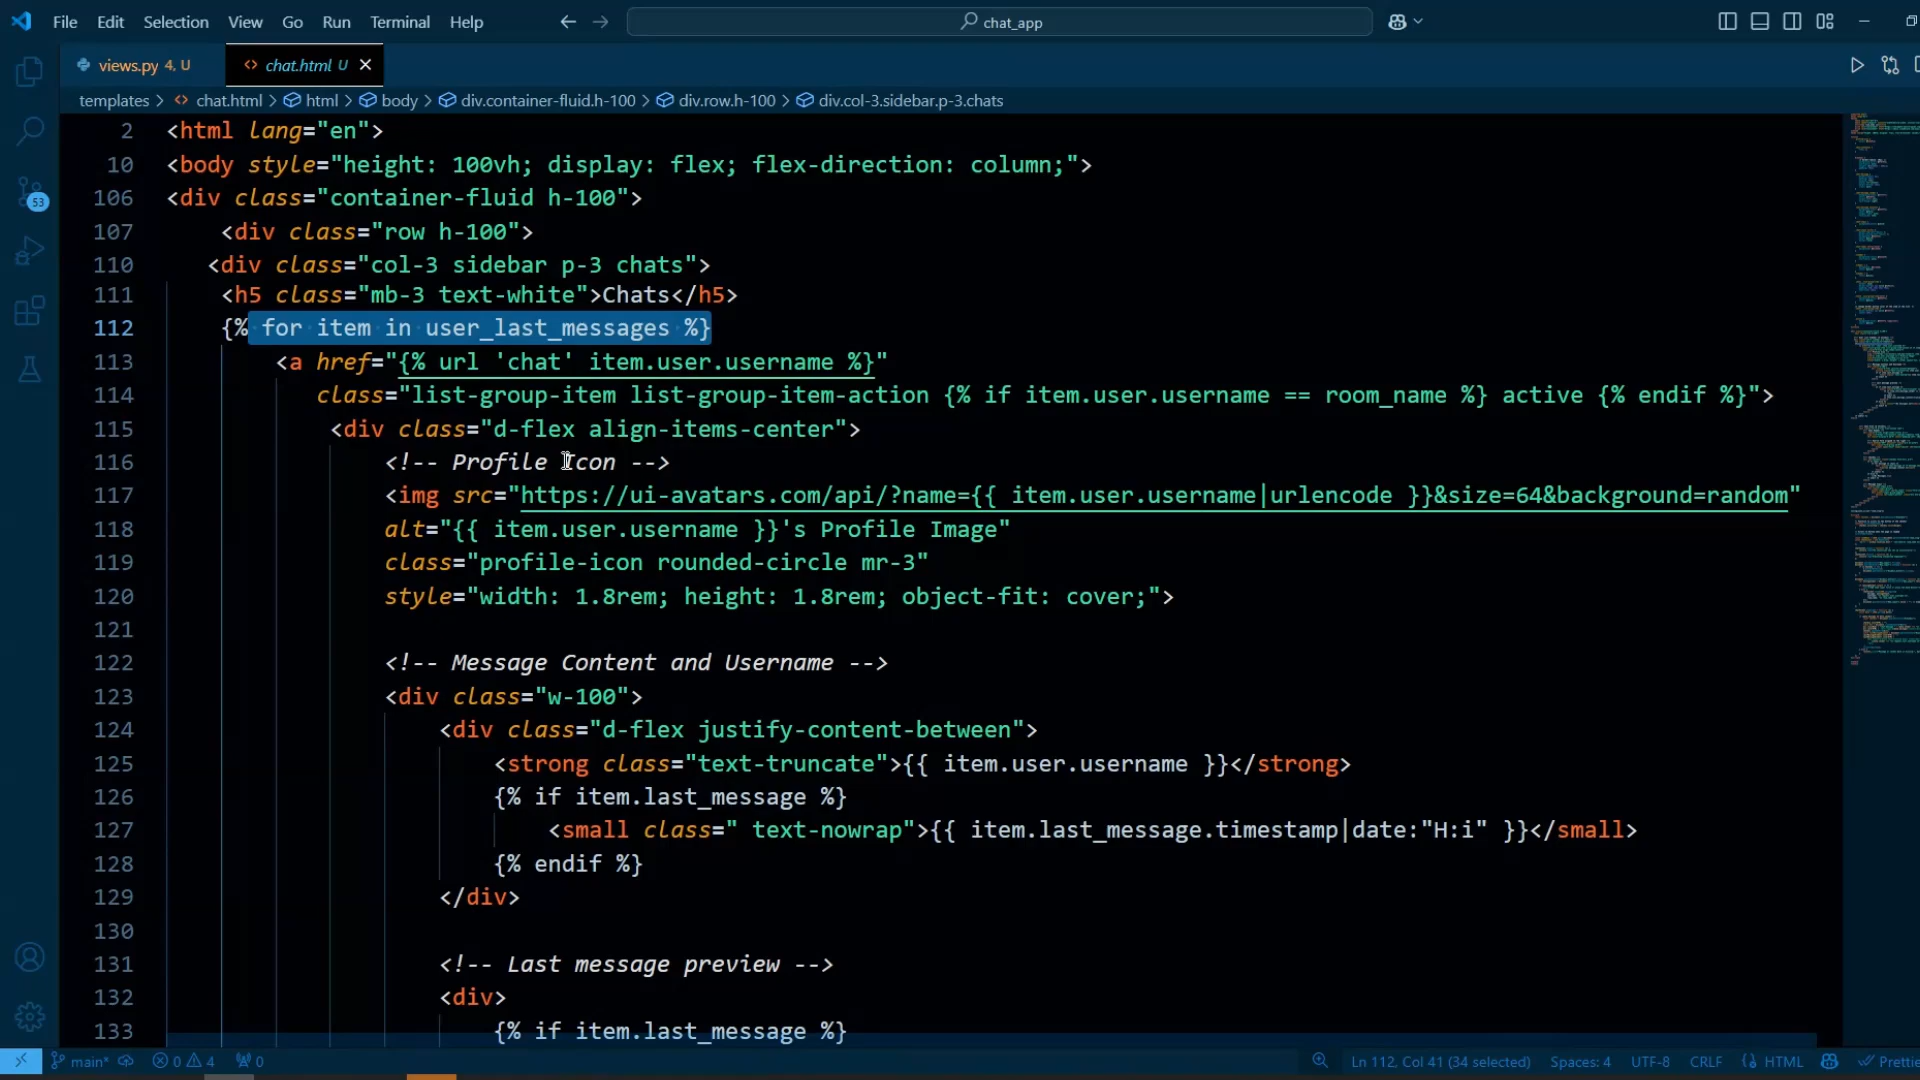 File Edit Selection View Go Run Terminal Help chat_app
views.py 4, U chat.html U
templates > chat.html > html > body > div.container-fluid.h-100 > div.row.h-100 > div.col-3.sidebar.p-3.chats
2 <html lang="en">
10 <body style="height: 100vh; display: flex; flex-direction: column;">
106 <div class="container-fluid h-100">
107 <div class="row h-100">
110 <div class="col-3 sidebar p-3 chats">
111 <h5 class="mb-3 text-white">Chats</h5>
112 {% for item in user_last_messages %}
113 <a href="{% url 'chat' item.user.username %}"
114 class="list-group-item list-group-item-action {% if item.user.username == room_name %} active {% endif %}">
115 <div class="d-flex align-items-center">
116 <!-- Profile Icon -->
117 <img src="https://ui-avatars.com/api/?name={{ item.user.username|urlencode }}&size=64&background=random"
118 alt="{{ item.user.username }}'s Profile Image"
119 class="profile-icon rounded-circle mr-3"
120 style="width: 1.8rem; height: 1.8rem; object-fit: cover;">
121
122 <!-- Message Content and Username -->
123 <div class="w-100">
124 <div class="d-flex justify-content-between">
125 <strong class="text-truncate">{{ item.user.username }}</strong>
126 {% if item.last_message %}
127 <small class=" text-nowrap">{{ item.last_message.timestamp|date:"H:i" }}</small>
128 {% endif %}
129 </div>
130
131 <!-- Last message preview -->
132 <div>
133 {% if item.last_message %}
53
main* 0 4 0 Ln 112, Col 41 (34 selected) Spaces: 4 UTF-8 CRLF {} HTML Prettie